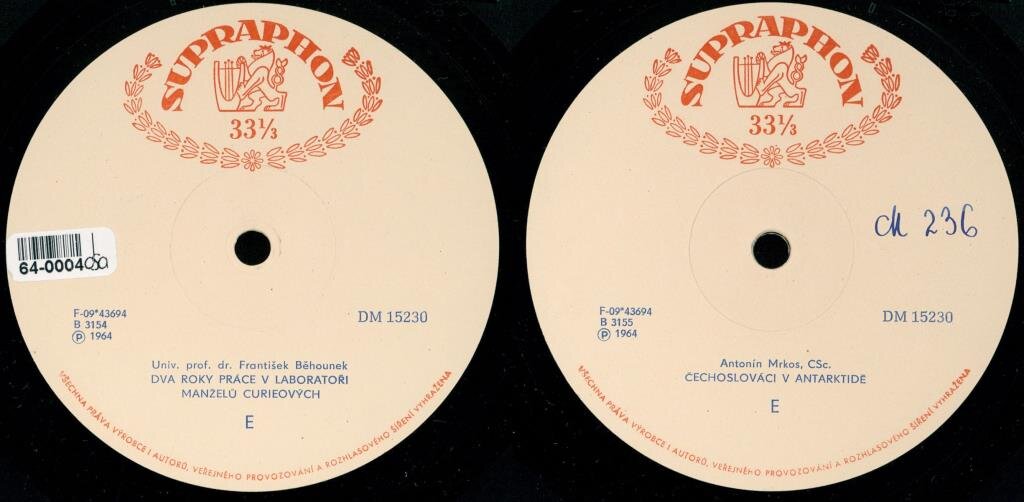 SUPRAPHON
33⅓
64-0004
F-09*43694
B 3154
Ⓟ 1964
DM 15230
Univ. prof. dr. František Běhounek
DVA ROKY PRÁCE V LABORATOŘI
MANŽELŮ CURIEOVÝCH
E
VŠECHNA PRÁVA VÝROBCE I AUTORŮ, VEŘEJNÉHO PROVOZOVÁNÍ A ROZHLASOVÉHO ŠÍŘENÍ VYHRAŽENA
SUPRAPHON
33⅓
236
F-09*43694
B 3155
Ⓟ 1964
DM 15230
Antonín Mrkos, CSc.
ČECHOSLOVÁCI V ANTARKTIDĚ
E
VŠECHNA PRÁVA VÝROBCE I AUTORŮ, VEŘEJNÉHO PROVOZOVÁNÍ A ROZHLASOVÉHO ŠÍŘENÍ VYHRAŽENA